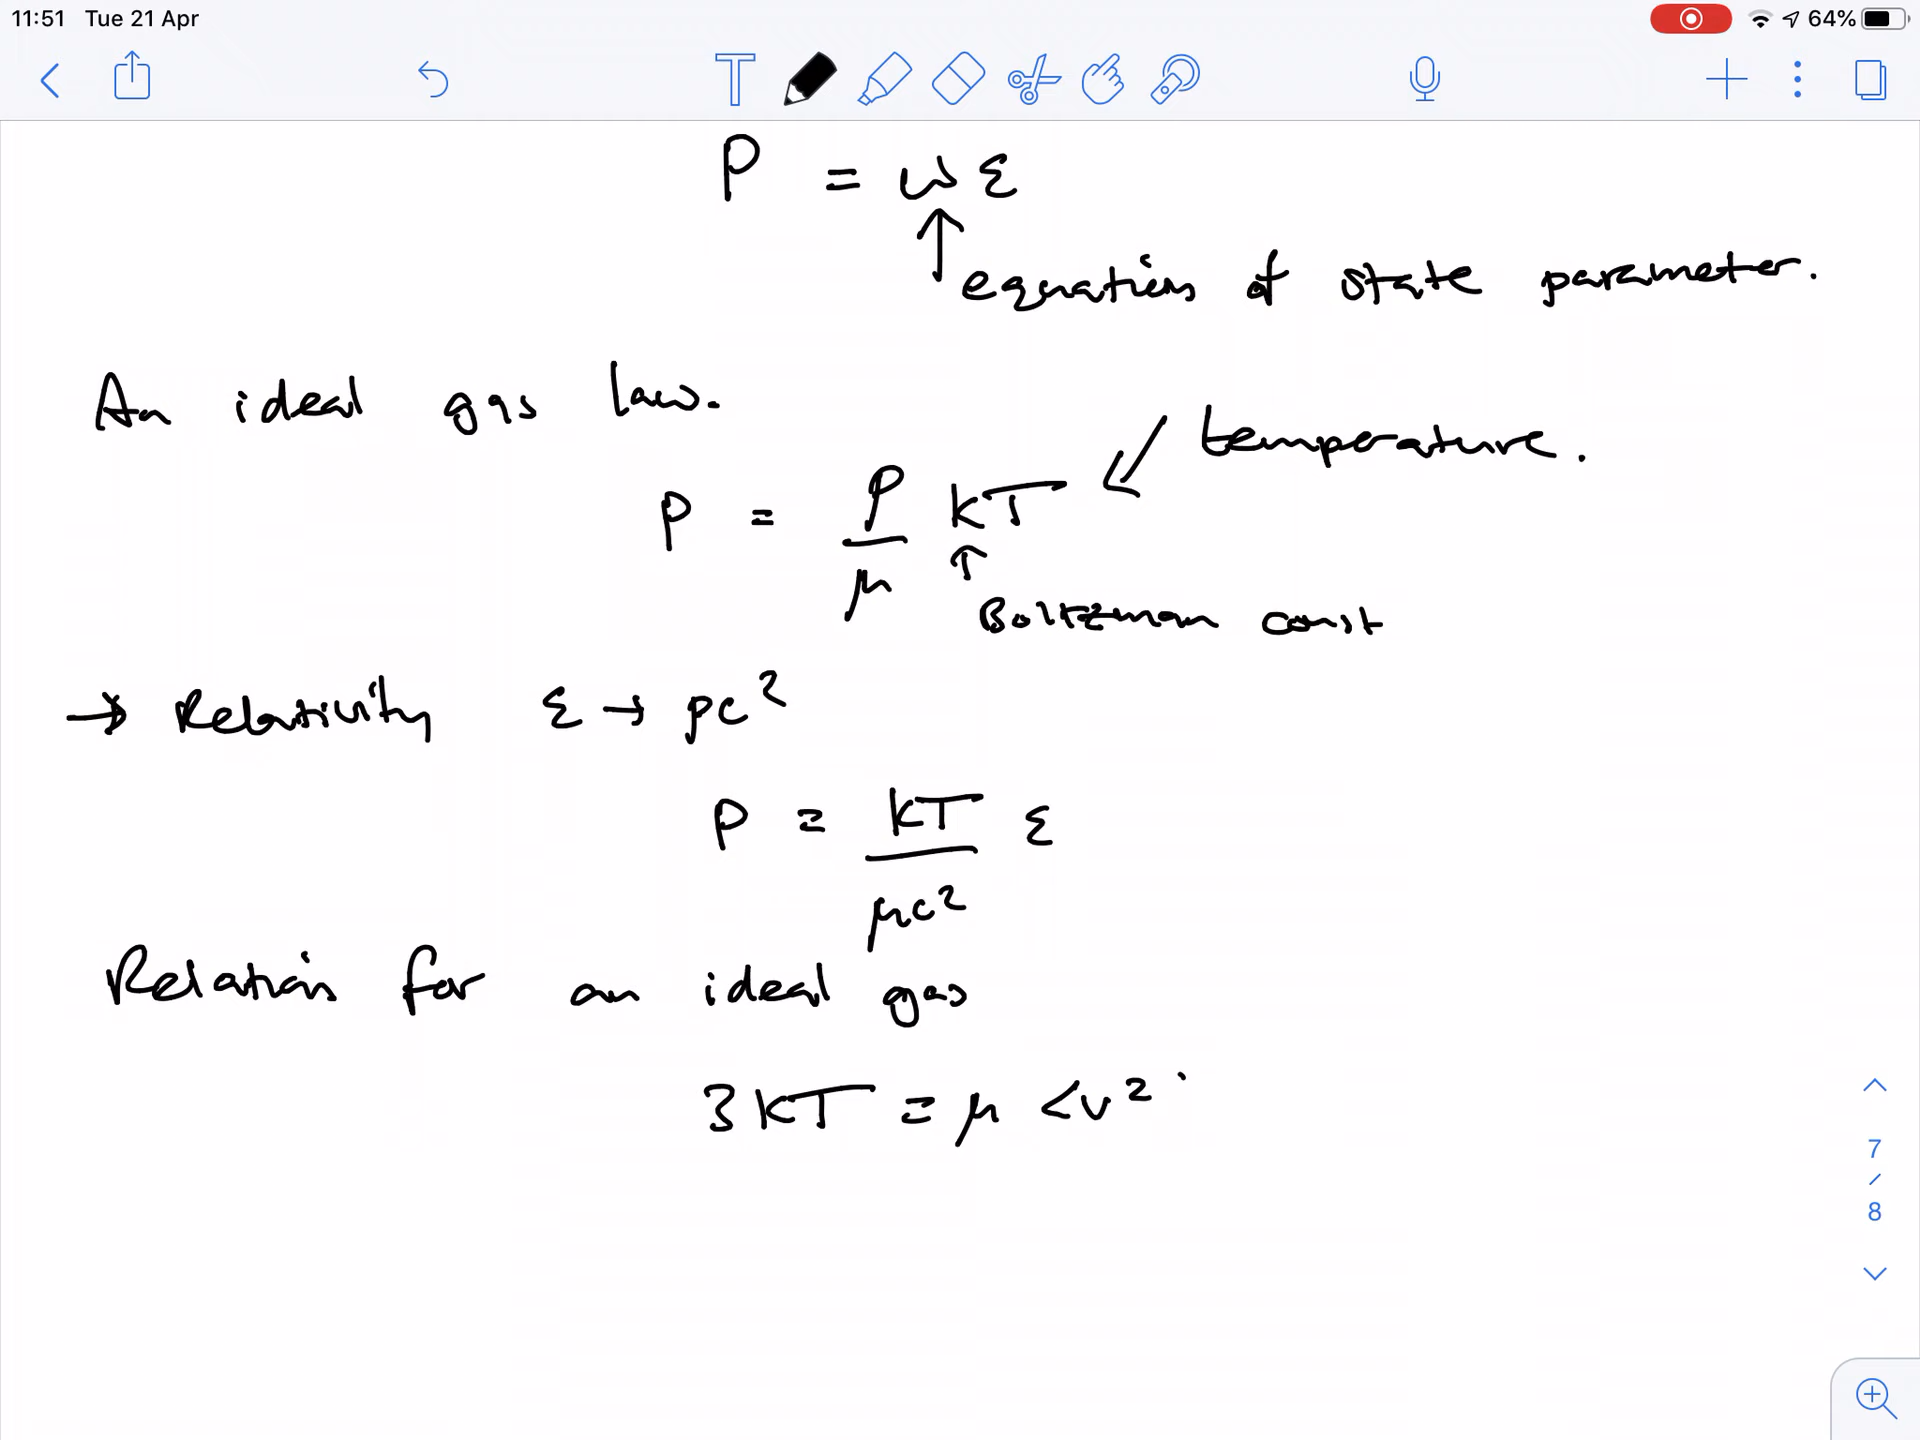 11:51 Tue 21 Apr 64%
T
P = wε
↑ equation of state parameter.
An ideal gas law.
temperature.
P = ρ/μ kT
↑
Boltzman const
→ Relativity ε → ρc²
P = kT/μc² ε
Relation for an ideal gas
3kT = μ <v²
7
/
8